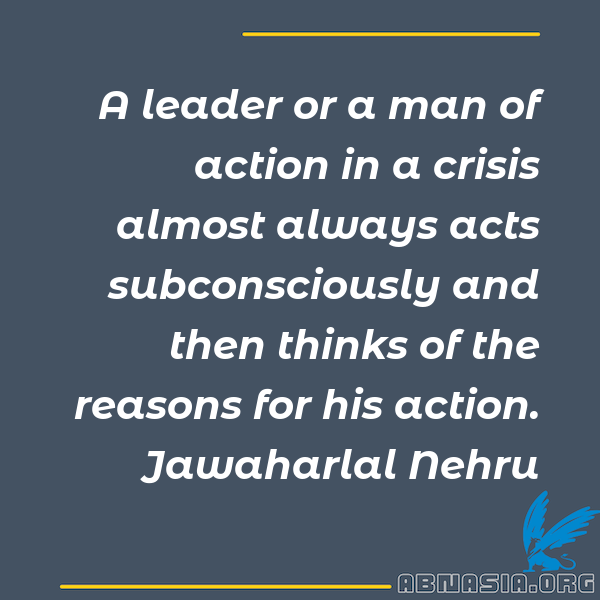 A leader or a man of
action in a crisis
almost always acts
subconsciously and
then thinks of the
reasons for his action.
Jawaharlal Nehru
ABNASIA.ORG